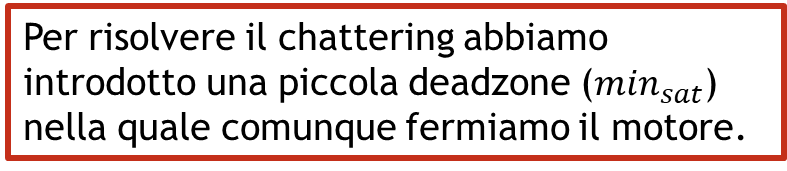 Per risolvere il chattering abbiamo
introdotto una piccola deadzone (min_sat)
nella quale comunque fermiamo il motore.